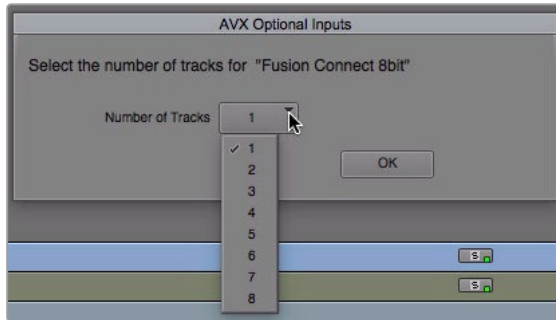 AVX Optional Inputs
Select the number of tracks for "Fusion Connect 8bit"
Number of Tracks 1
✓ 1
2
OK
3
4
5
6
S
7
S
8